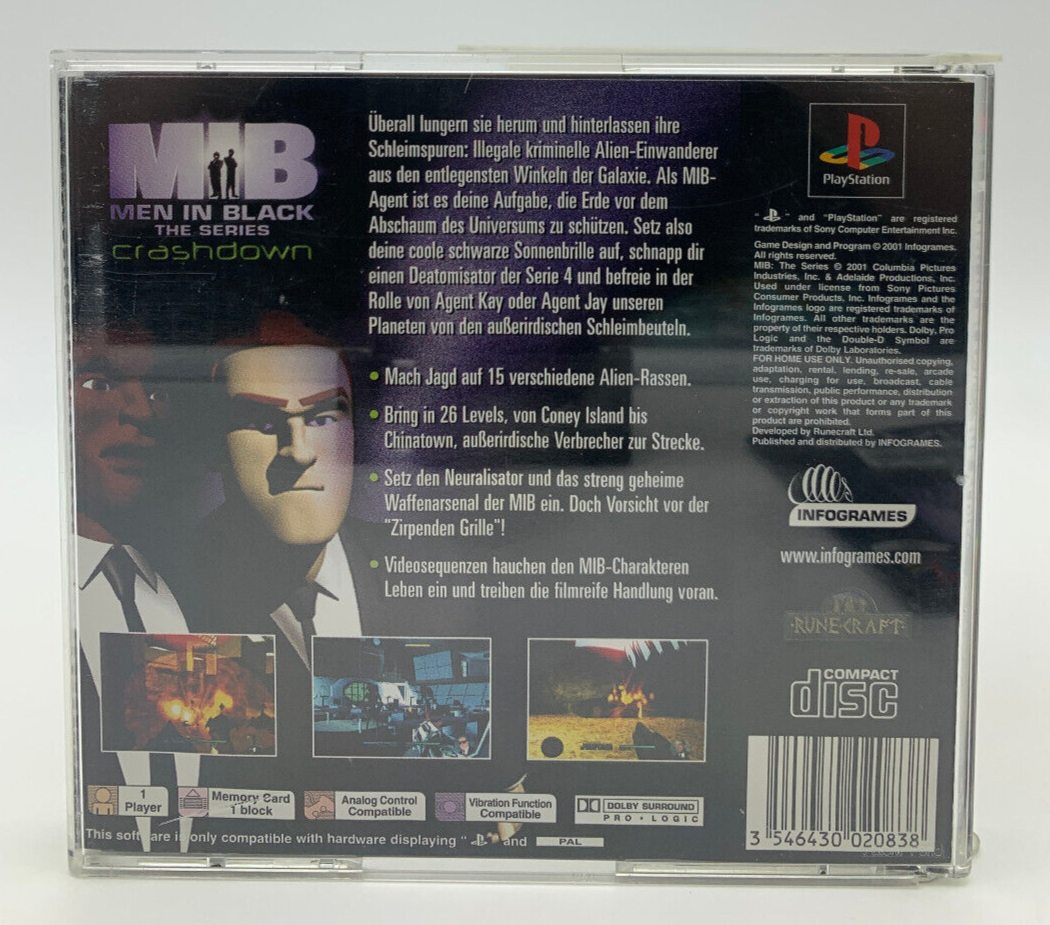 MIB
MEN IN BLACK
THE SERIES
crashdown
Überall lungern sie herum und hinterlassen ihre
Schleimspuren: Illegale kriminelle Alien-Einwanderer
aus den entlegensten Winkeln der Galaxie. Als MIB-
Agent ist es deine Aufgabe, die Erde vor dem
Abschaum des Universums zu schützen. Setz also
deine coole schwarze Sonnenbrille auf, schnapp dir
einen Deatomisator der Serie 4 und befreie in der
Rolle von Agent Kay oder Agent Jay unseren
Planeten von den außerirdischen Schleimbeuteln.
• Mach Jagd auf 15 verschiedene Alien-Rassen.
• Bring in 26 Levels, von Coney Island bis
Chinatown, außerirdische Verbrecher zur Strecke.
• Setz den Neuralisator und das streng geheime
Waffenarsenal der MIB ein. Doch Vorsicht vor der
"Zirpenden Grille"!
• Videosequenzen hauchen den MIB-Charakteren
Leben ein und treiben die filmreife Handlung voran.
PlayStation
" " and "PlayStation" are registered
trademarks of Sony Computer Entertainment Inc.
Game Design and Program © 2001 Infogrames.
All rights reserved.
MIB: The Series © 2001 Columbia Pictures
Industries, Inc. & Adelaide Productions, Inc.
Used under license from Sony Pictures
Consumer Products, Inc. Infogrames and the
Infogrames logo are registered trademarks of
Infogrames. All other trademarks are the
property of their respective holders. Dolby, Pro
Logic and the Double-D Symbol are
trademarks of Dolby Laboratories.
FOR HOME USE ONLY. Unauthorised copying,
adaptation, rental, lending, re-sale, arcade
use, charging for use, broadcast, cable
transmission, public performance, distribution
or extraction of this product or any trademark
or copyright work that forms part of this
product are prohibited.
Developed by Runecraft Ltd.
Published and distributed by INFOGRAMES.
INFOGRAMES
www.infogrames.com
RUNECRAFT
COMPACT
disc
1
Player
Memory Card
1 block
Analog Control
Compatible
Vibration Function
Compatible
DOLBY SURROUND
PRO • LOGIC
This software is only compatible with hardware displaying " " and PAL
3 546430 020838